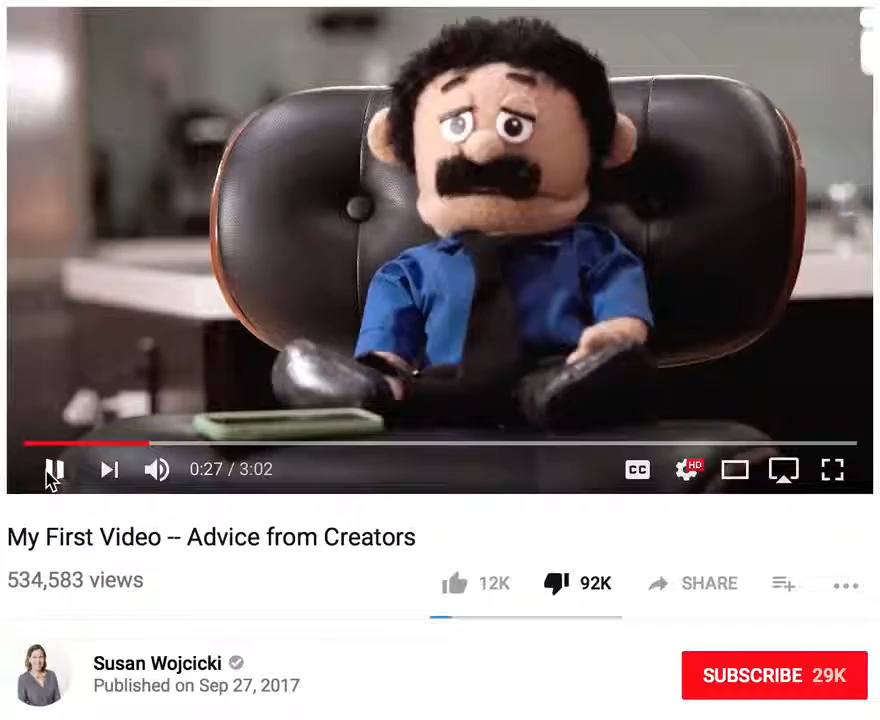 CC HD
0:27 / 3:02
My First Video -- Advice from Creators
534,583 views
12K 92K SHARE
Susan Wojcicki
Published on Sep 27, 2017
SUBSCRIBE 29K